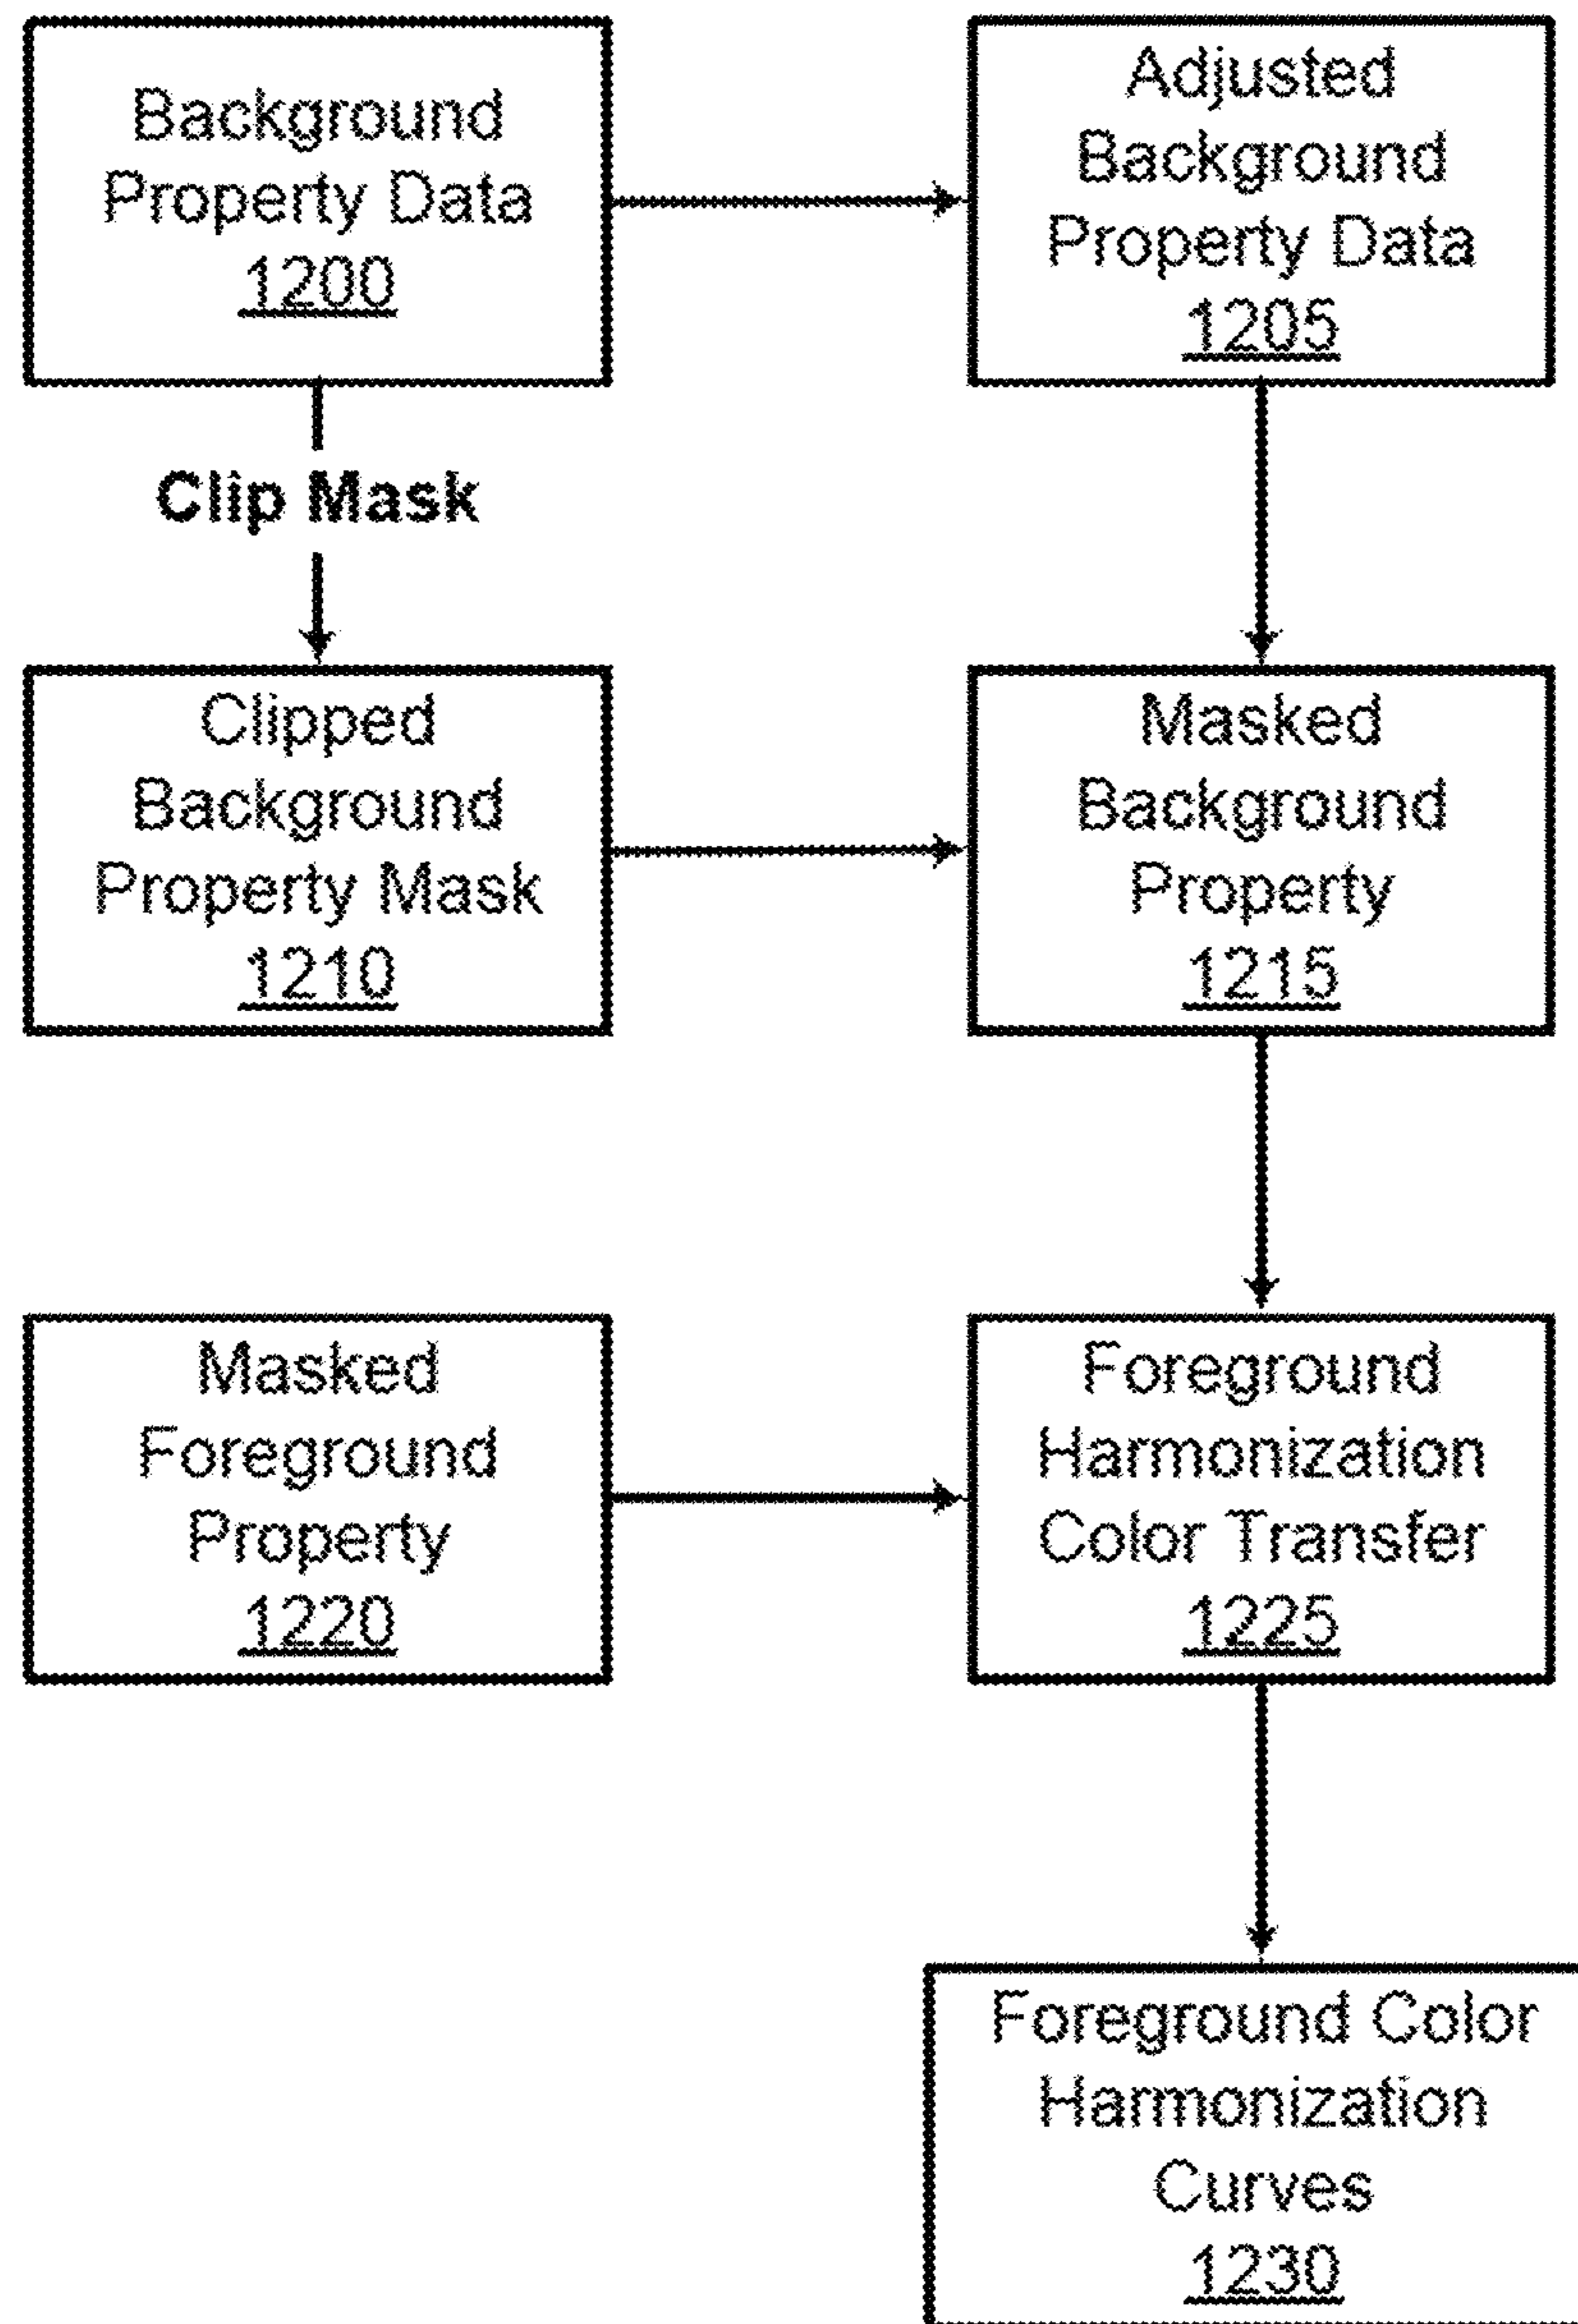 Background
Property Data
1200
Adjusted
Background
Property Data
1205
Clip Mask
Clipped
Background
Property Mask
1210
Masked
Background
Property
1215
Masked
Foreground
Property
1220
Foreground
Harmonization
Color Transfer
1225
Foreground Color
Harmonization
Curves
1230